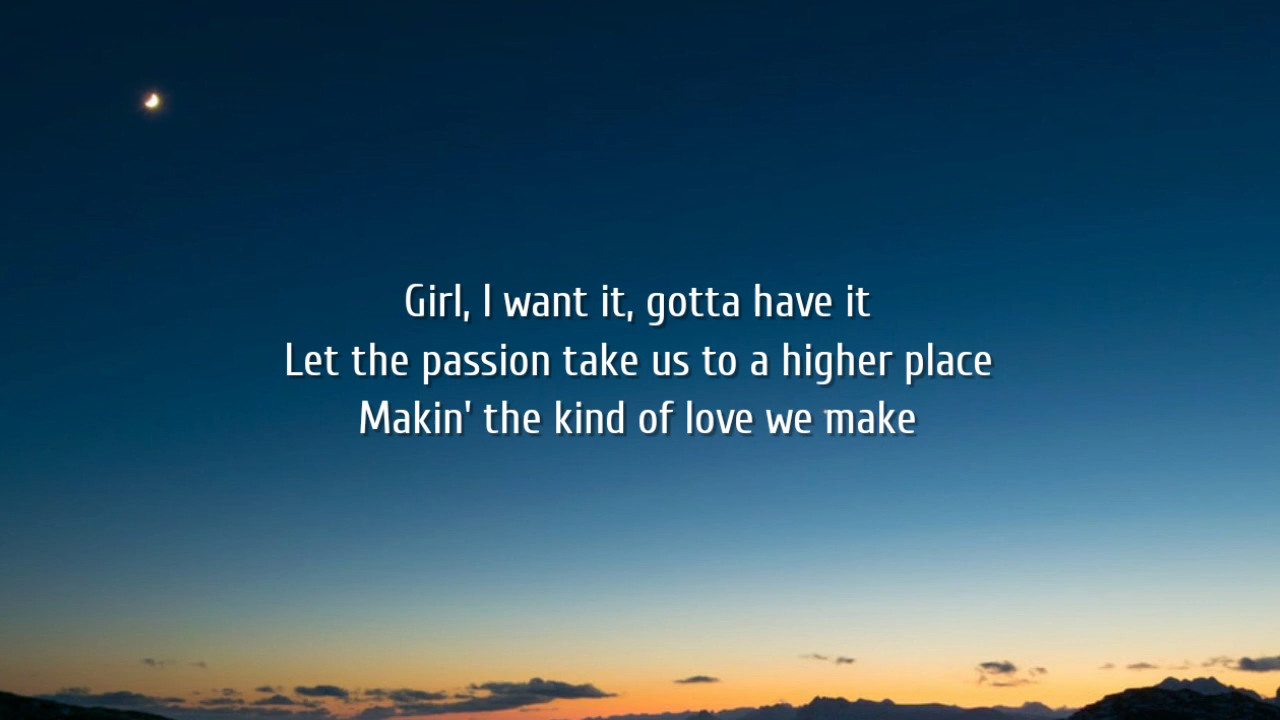 Girl, I want it, gotta have it
Let the passion take us to a higher place
Makin' the kind of love we make